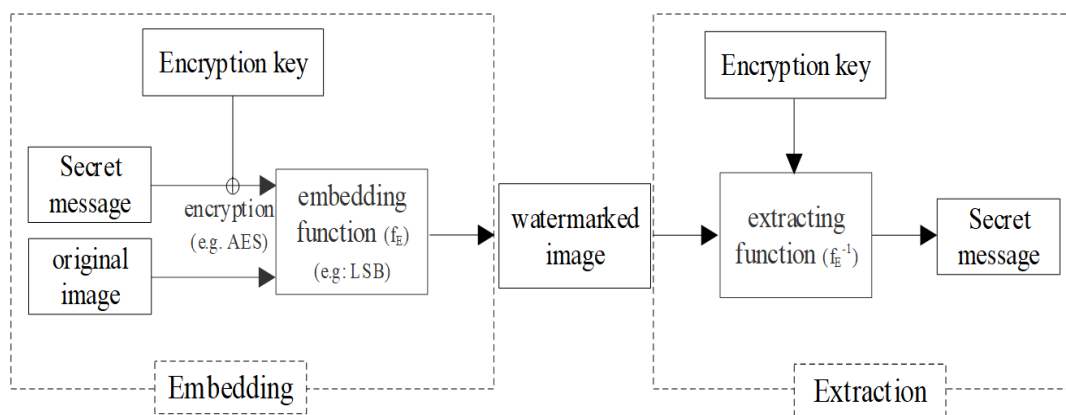 Encryption key
Secret
message
encryption
(e.g. AES)
original
image
embedding
function (fE)
(e.g: LSB)
Embedding
watermarked
image
Encryption key
extracting
function (fE⁻¹)
Secret
message
Extraction